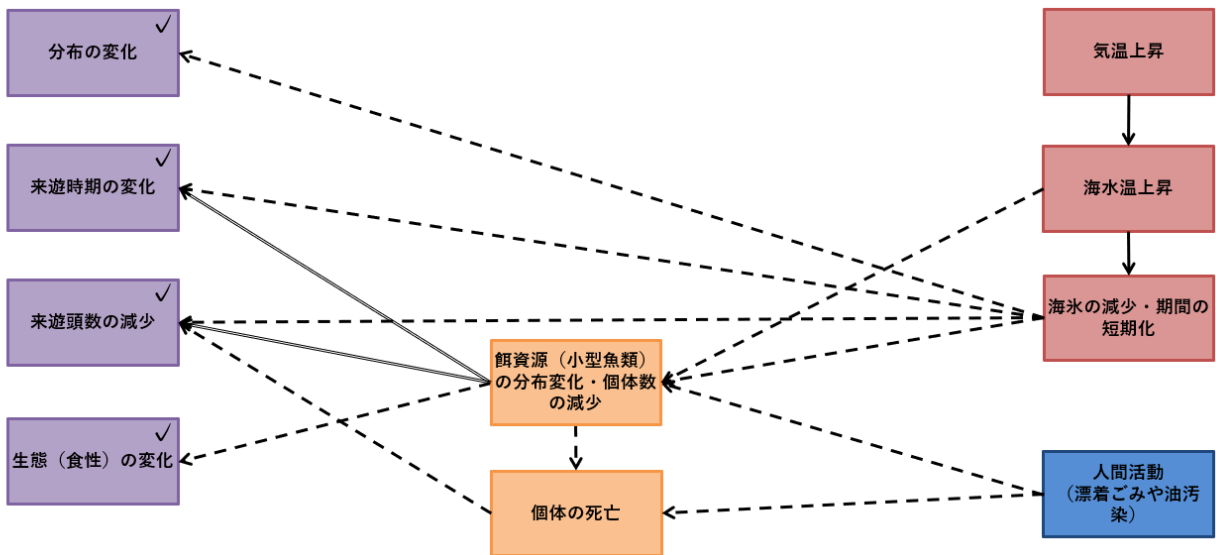 分布の変化
✓
気温上昇
来遊時期の変化
✓
海水温上昇
来遊頭数の減少
✓
海氷の減少・期間の
短期化
餌資源（小型魚類）
の分布変化・個体数
の減少
生態（食性）の変化
✓
個体の死亡
人間活動
（漂着ごみや油汚
染）